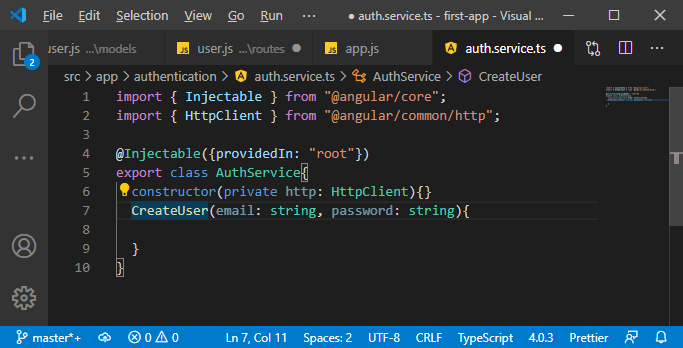 File Edit Selection View Go Run ··· ● auth.service.ts - first-app - Visual ...
user.js ...\models JS user.js ...\routes ● JS app.js auth.service.ts ● ···
2
src > app > authentication > auth.service.ts > AuthService > CreateUser
1 import { Injectable } from "@angular/core";
2 import { HttpClient } from "@angular/common/http";
3
4 @Injectable({providedIn: "root"})
5 export class AuthService{
6 constructor(private http: HttpClient){}
7 CreateUser(email: string, password: string){
8
9 }
10 }
master*+ 0 0 Ln 7, Col 11 Spaces: 2 UTF-8 CRLF TypeScript 4.0.3 Prettier